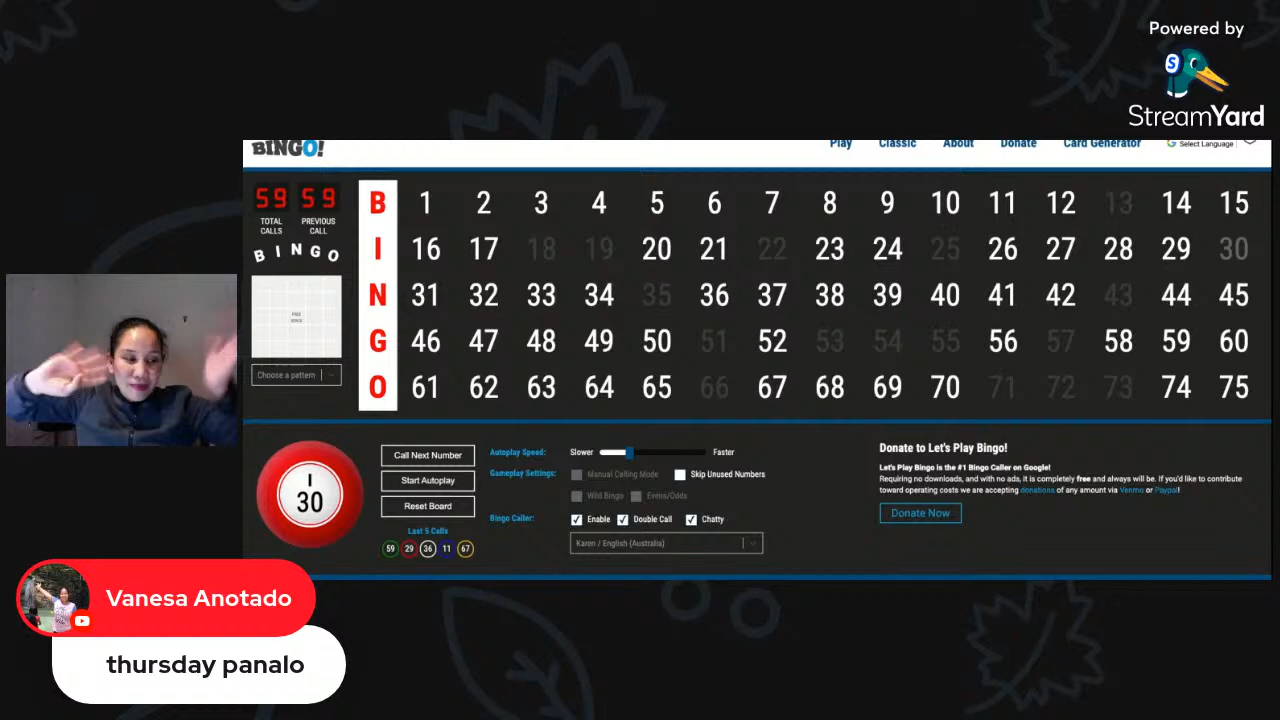 Powered by
StreamYard
BINGO!
Play Classic About Donate Card Generator Select Language
59 59
TOTAL CALLS PREVIOUS CALL
BINGO
FREE SPACE
Choose a pattern
B 1 2 3 4 5 6 7 8 9 10 11 12 13 14 15
I 16 17 18 19 20 21 22 23 24 25 26 27 28 29 30
N 31 32 33 34 35 36 37 38 39 40 41 42 43 44 45
G 46 47 48 49 50 51 52 53 54 55 56 57 58 59 60
O 61 62 63 64 65 66 67 68 69 70 71 72 73 74 75
I
30
Call Next Number
Start Autoplay
Reset Board
Last 5 Calls
59 29 36 11 67
Autoplay Speed: Slower Faster
Gameplay Settings: Manual Calling Mode Skip Unused Numbers
Wild Bingo Evens/Odds
Bingo Caller: Enable Double Call Chatty
Karen / English (Australia)
Donate to Let's Play Bingo!
Let's Play Bingo is the #1 Bingo Caller on Google!
Requiring no downloads, and with no ads, it is completely free and always will be. If you'd like to contribute
toward operating costs we are accepting donations of any amount via Venmo or Paypal!
Donate Now
Vanesa Anotado
thursday panalo